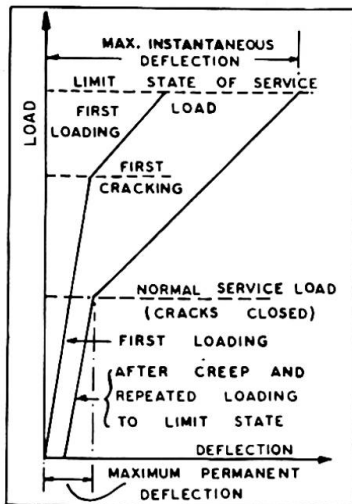 MAX. INSTANTANEOUS
DEFLECTION
LIMIT STATE OF SERVICE
LOAD
FIRST
LOADING
FIRST
CRACKING
LOAD
NORMAL SERVICE LOAD
(CRACKS CLOSED)
FIRST LOADING
AFTER CREEP AND
REPEATED LOADING
TO LIMIT STATE
DEFLECTION
MAXIMUM PERMANENT
DEFLECTION